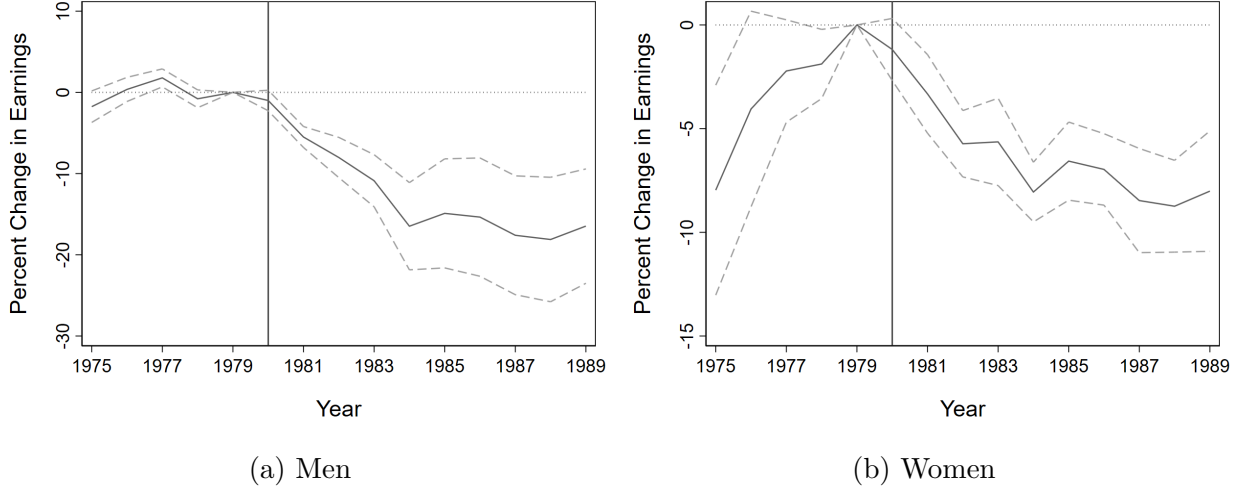 Percent Change in Earnings
10
0
-10
-20
-30
1975 1977 1979 1981 1983 1985 1987 1989
Year
(a) Men
Percent Change in Earnings
0
-5
-10
-15
1975 1977 1979 1981 1983 1985 1987 1989
Year
(b) Women